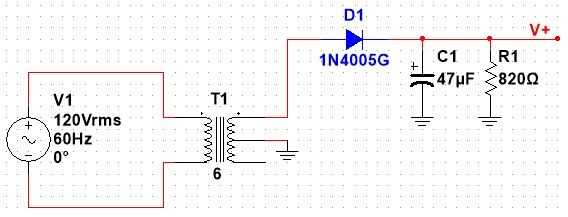 D1
V+
1N4005G
C1
47µF
R1
820Ω
V1
120Vrms
60Hz
0°
T1
6